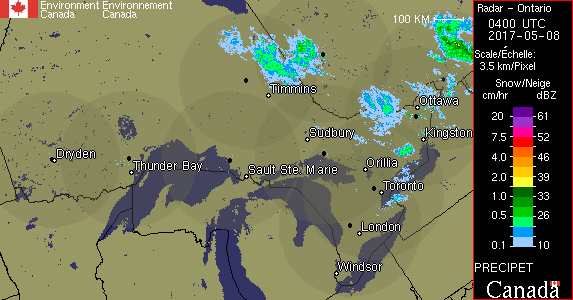 Environment Environnement
Canada Canada
100 KM
Timmins
Ottawa
Sudbury
Kingston
Dryden
Thunder Bay
Sault Ste. Marie
Orillia
Toronto
London
Windsor
Radar - Ontario
0400 UTC
2017-05-08
Scale/Échelle:
3.5 km/Pixel
Snow/Neige
cm/hr dBZ
20 61
7.5 52
4.0 46
2.0 39
1.0 33
0.5 26
0.1 10
PRECIPET
Canada